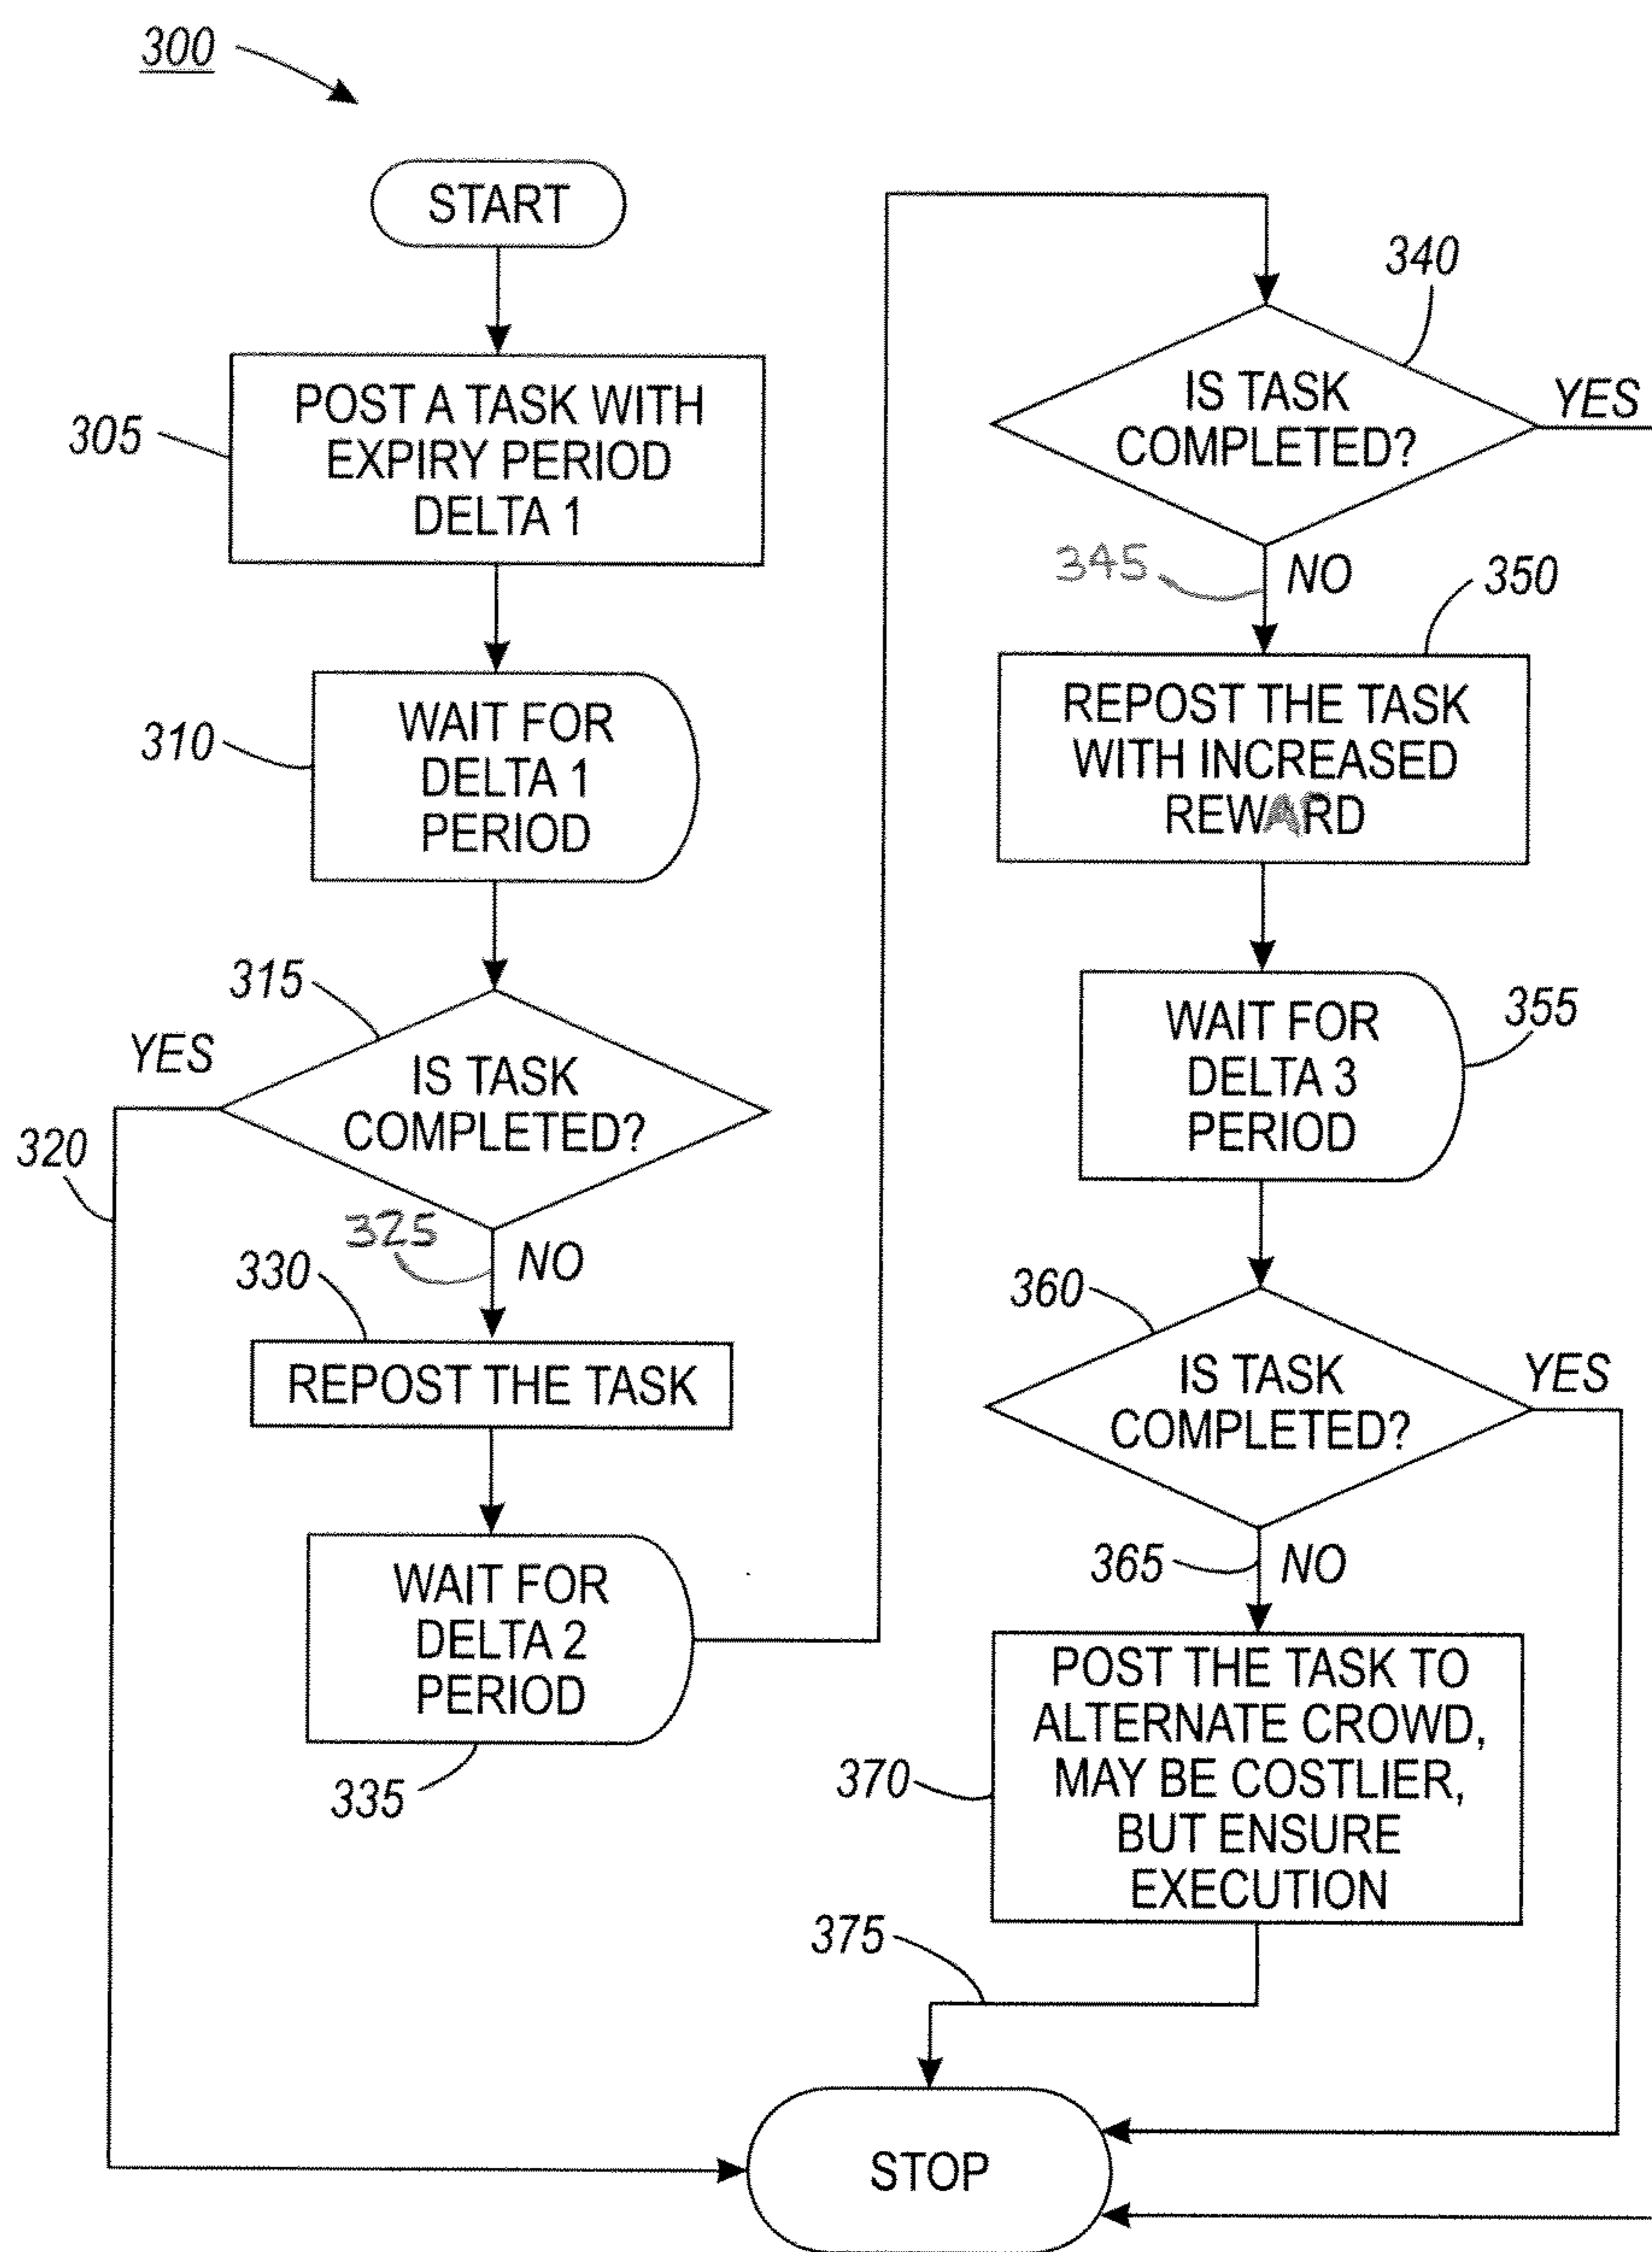 300
START
305
POST A TASK WITH
EXPIRY PERIOD
DELTA 1
310
WAIT FOR
DELTA 1
PERIOD
315
YES
IS TASK
COMPLETED?
320
325
NO
330
REPOST THE TASK
WAIT FOR
DELTA 2
PERIOD
335
340
IS TASK
COMPLETED?
YES
345
NO
350
REPOST THE TASK
WITH INCREASED
REWARD
WAIT FOR
DELTA 3
PERIOD
355
360
IS TASK
COMPLETED?
YES
365
NO
370
POST THE TASK TO
ALTERNATE CROWD,
MAY BE COSTLIER,
BUT ENSURE
EXECUTION
375
STOP